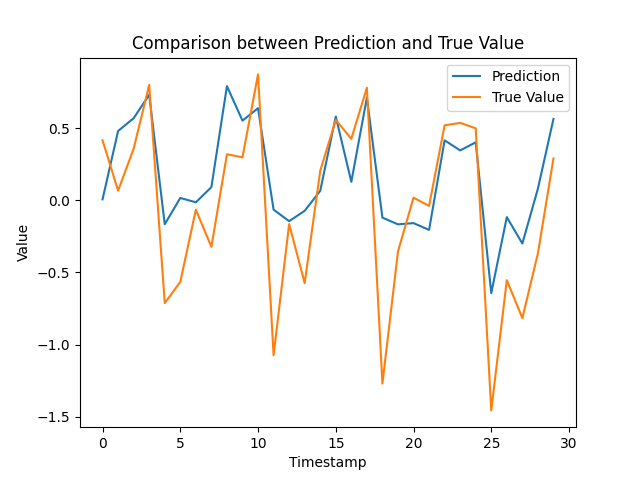 Comparison between Prediction and True Value
Prediction
True Value
0.5
0.0
−0.5
−1.0
−1.5
Value
0 5 10 15 20 25 30
Timestamp